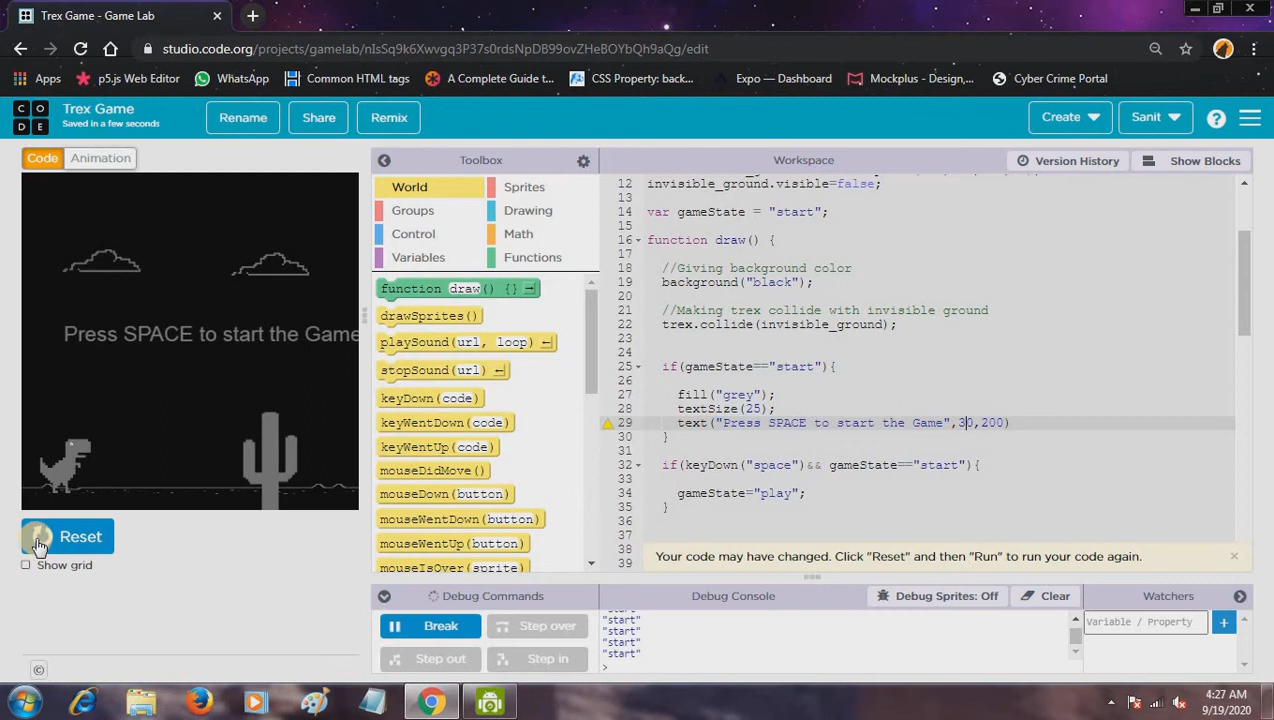 Trex Game - Game Lab
studio.code.org/projects/gamelab/nIsSq9k6Xwvgq3P37s0rdsNpDB99ovZHeBOYbQh9aQg/edit
Apps
p5.js Web Editor
WhatsApp
Common HTML tags
A Complete Guide t...
CSS Property: back...
Expo — Dashboard
Mockplus - Design,...
Cyber Crime Portal
C O
D E
Trex Game
Saved in a few seconds
Rename
Share
Remix
Create
Sanit
?
Code
Animation
Toolbox
Workspace
Version History
Show Blocks
World
Sprites
Groups
Drawing
Control
Math
Variables
Functions
function draw() {}
drawSprites()
playSound(url, loop)
stopSound(url)
keyDown(code)
keyWentDown(code)
keyWentUp(code)
mouseDidMove()
mouseDown(button)
mouseWentDown(button)
mouseWentUp(button)
mouseIsOver(sprite)
Press SPACE to start the Game
Reset
Show grid
12 invisible_ground.visible=false;
13
14 var gameState = "start";
15
16 function draw() {
17
18 //Giving background color
19 background("black");
20
21 //Making trex collide with invisible ground
22 trex.collide(invisible_ground);
23
24
25 if(gameState=="start"){
26
27 fill("grey");
28 textSize(25);
29 text("Press SPACE to start the Game",30,200)
30 }
31
32 if(keyDown("space")&& gameState=="start"){
33
34 gameState="play";
35 }
36
37
38
39
Your code may have changed. Click "Reset" and then "Run" to run your code again.
×
Debug Commands
Debug Console
Debug Sprites: Off
Clear
Watchers
Break
Step over
Step out
Step in
"start"
"start"
"start"
"start"
>
Variable / Property
+
©
4:27 AM
9/19/2020